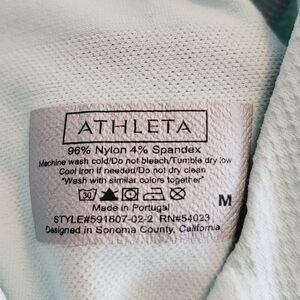 ATHLETA
96% Nylon 4% Spandex
Machine wash cold/Do not bleach/Tumble dry low
Cool iron if needed/Do not dry clean
"Wash with similar colors together"
30
M
Made in Portugal
STYLE#591607-02-2 RN#54023
Designed in Sonoma County, California